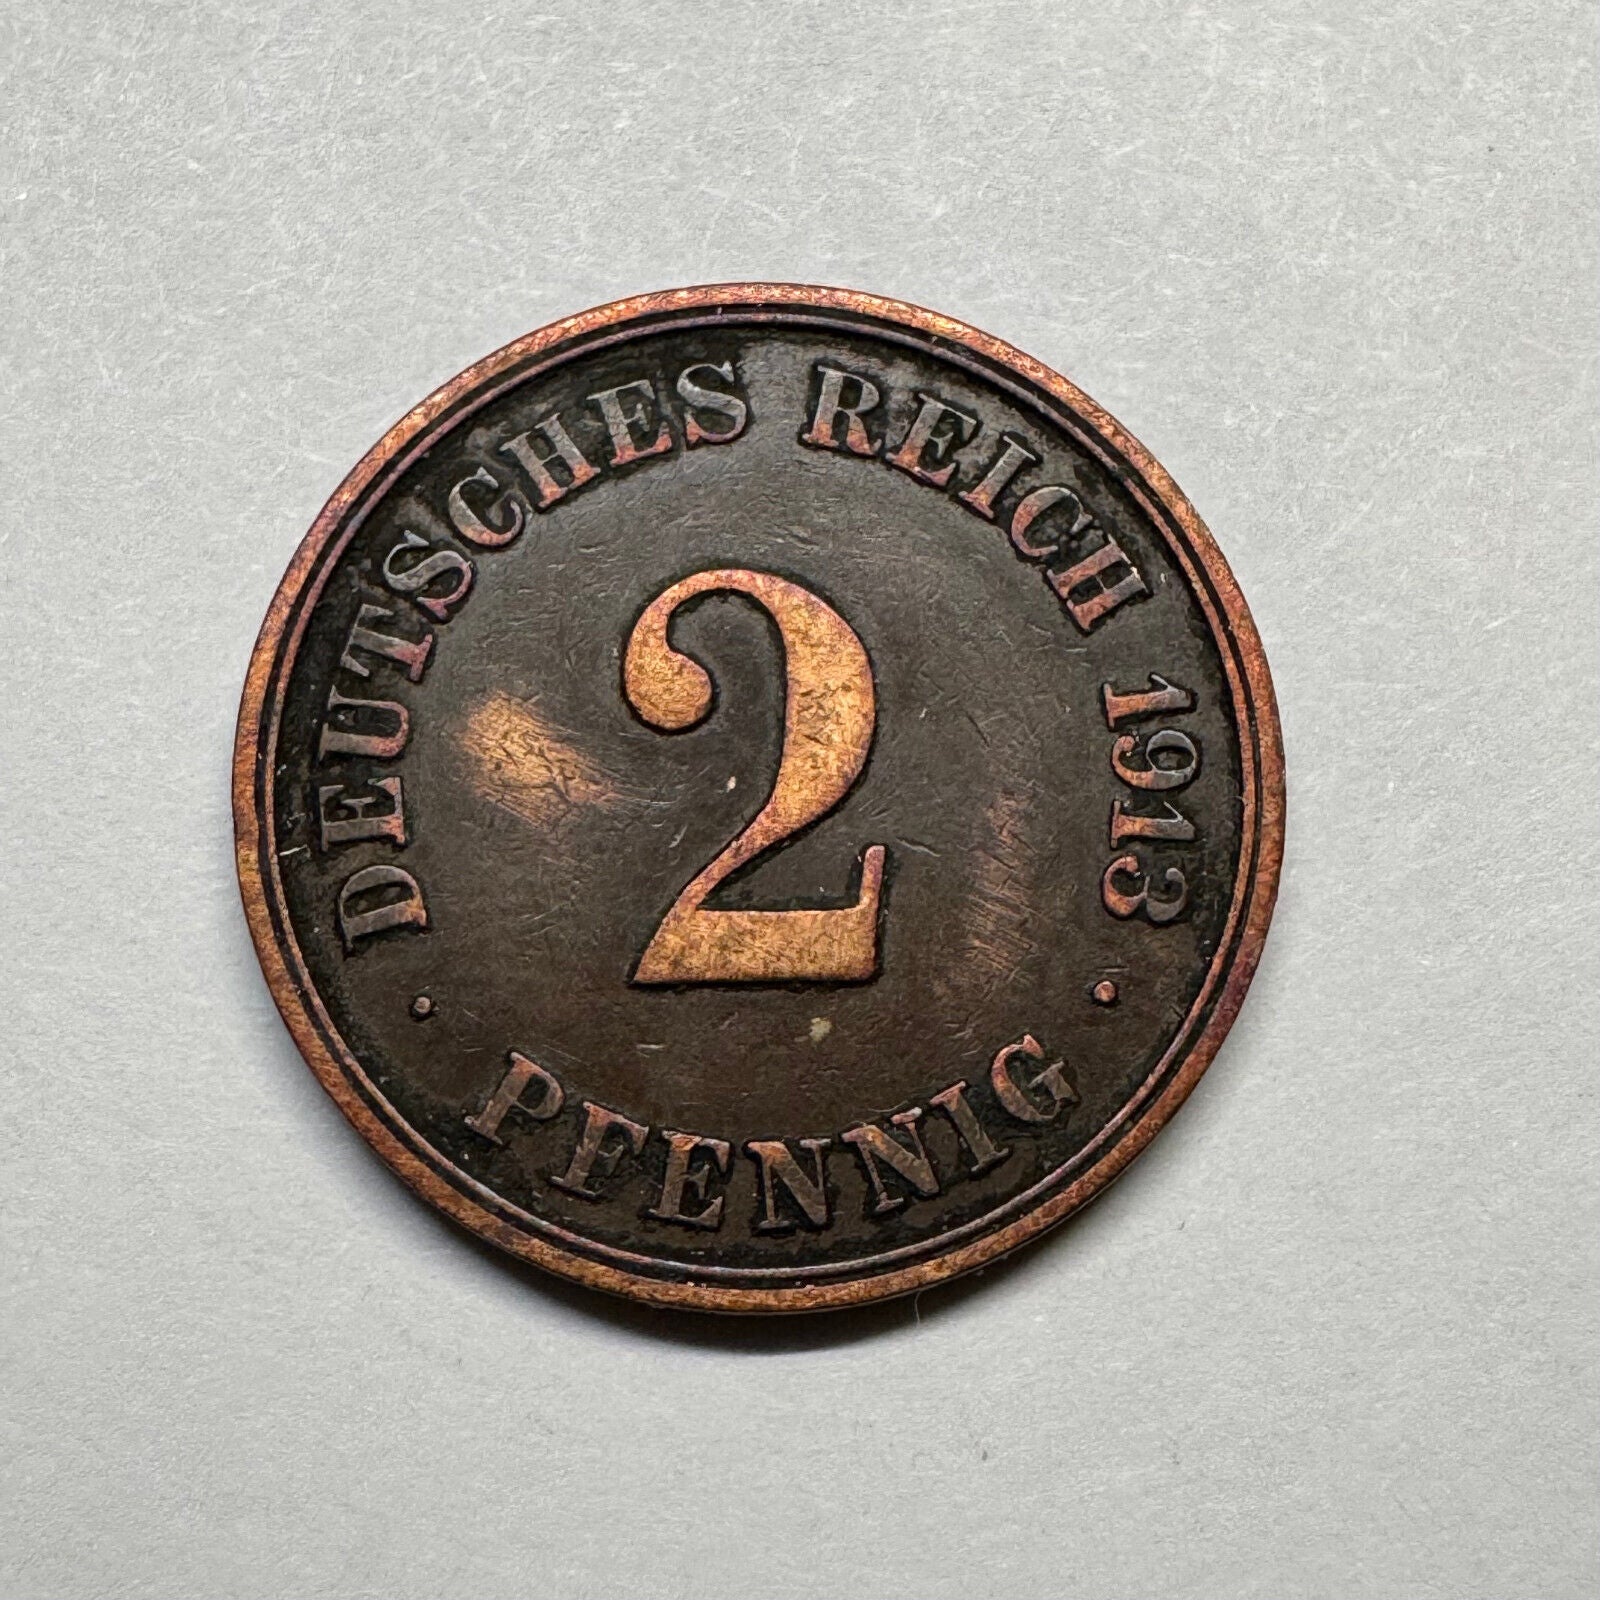 DEUTSCHES REICH 1913
2
· PFENNIG ·